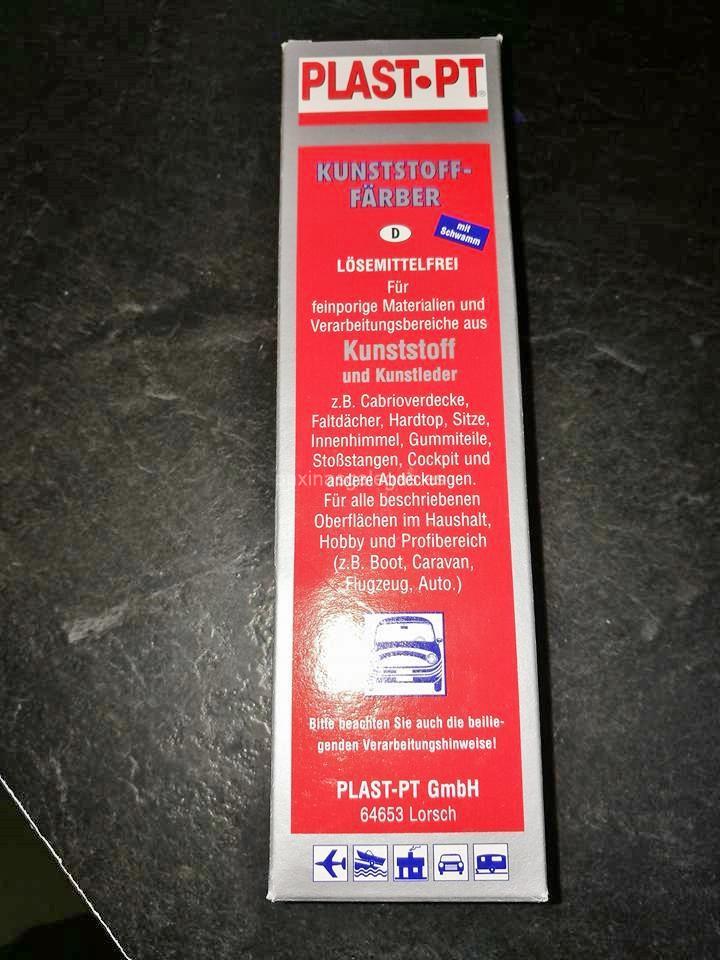 PLAST•PT®
KUNSTSTOFF-
FÄRBER
D
mit
Schwamm
LÖSEMITTELFREI
Für
feinporige Materialien und
Verarbeitungsbereiche aus
Kunststoff
und Kunstleder
z.B. Cabrioverdecke,
Faltdächer, Hardtop, Sitze,
Innenhimmel, Gummiteile,
Stoßstangen, Cockpit und
andere Abdeckungen.
Für alle beschriebenen
Oberflächen im Haushalt,
Hobby und Profibereich
(z.B. Boot, Caravan,
Flugzeug, Auto.)
Bitte beachten Sie auch die beilie-
genden Verarbeitungshinweise!
PLAST-PT GmbH
64653 Lorsch